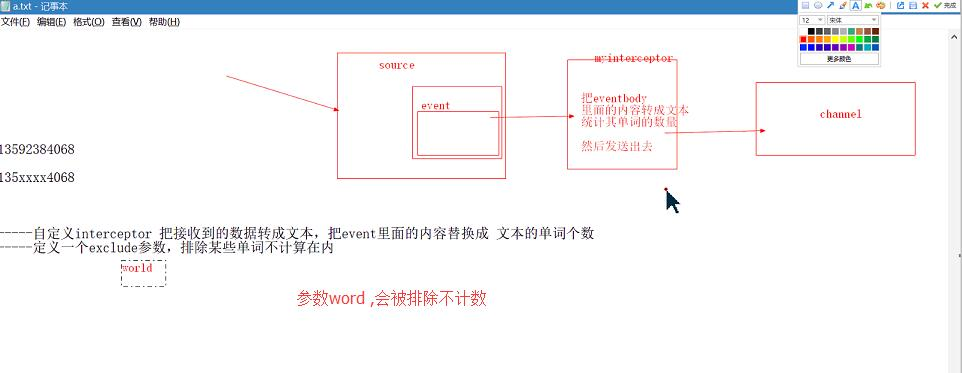 a.txt - 记事本
文件(F) 编辑(E) 格式(O) 查看(V) 帮助(H)
A
完成
12
宋体
更多颜色
source
event
myinterceptor
把eventbody
里面的内容转成文本
统计其单词的数量
然后发送出去
channel
13592384068
135xxxx4068
-----自定义interceptor 把接收到的数据转成文本，把event里面的内容替换成 文本的单词个数
-----定义一个exclude参数，排除某些单词不计算在内
world
参数word ,会被排除不计数